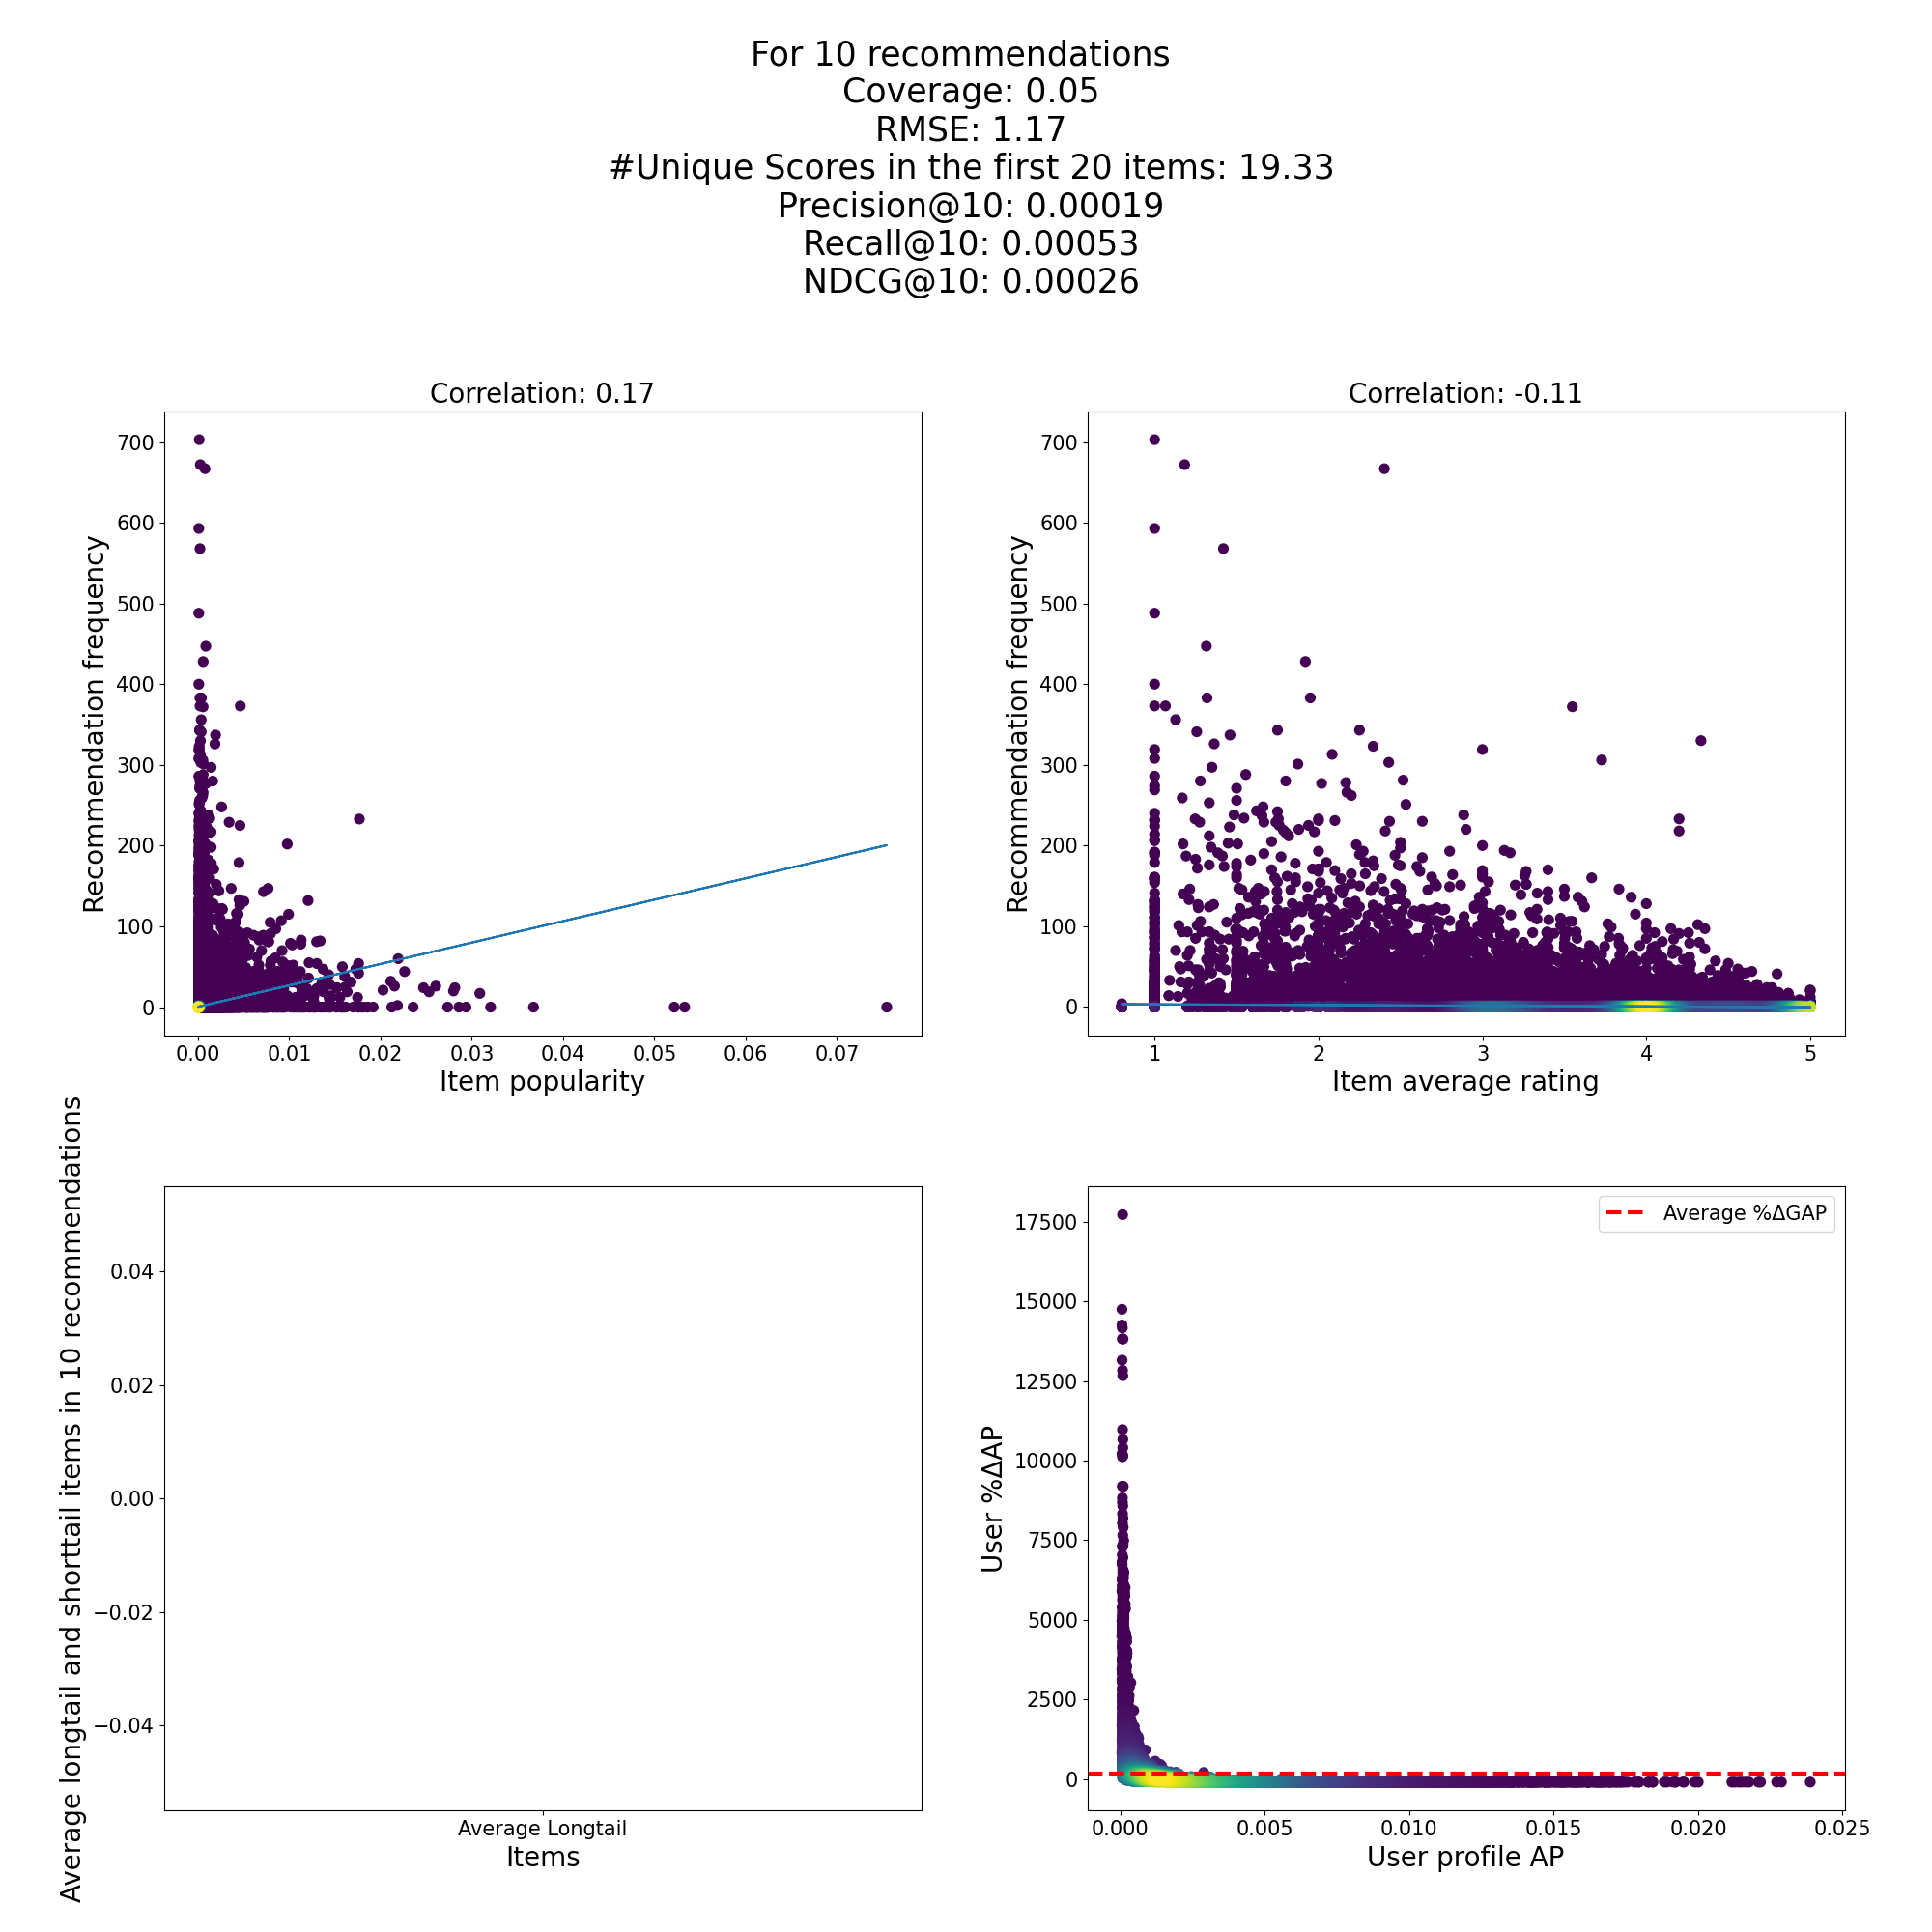 For 10 recommendations
Coverage: 0.05
RMSE: 1.17
#Unique Scores in the first 20 items: 19.33
Precision@10: 0.00019
Recall@10: 0.00053
NDCG@10: 0.00026
Correlation: 0.17
Recommendation frequency
700
600
500
400
300
200
100
0
0.00 0.01 0.02 0.03 0.04 0.05 0.06 0.07
Item popularity
Correlation: -0.11
Recommendation frequency
700
600
500
400
300
200
100
0
1 2 3 4 5
Item average rating
Average longtail and shorttail items in 10 recommendations
0.04
0.02
0.00
−0.02
−0.04
Average Longtail
Items
Average %ΔGAP
User %ΔAP
17500
15000
12500
10000
7500
5000
2500
0
0.000 0.005 0.010 0.015 0.020 0.025
User profile AP